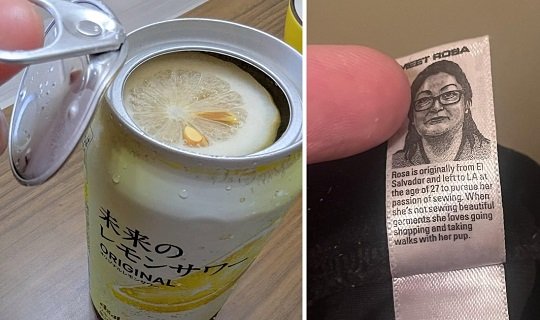 未来の
レモンサワー
ORIGINAL
MEET ROSA
Rosa is originally from El
Salvador and left to LA at
the age of 27 to pursue her
passion of sewing. When
she's not sewing beautiful
garments she loves going
shopping and taking
walks with her pup.